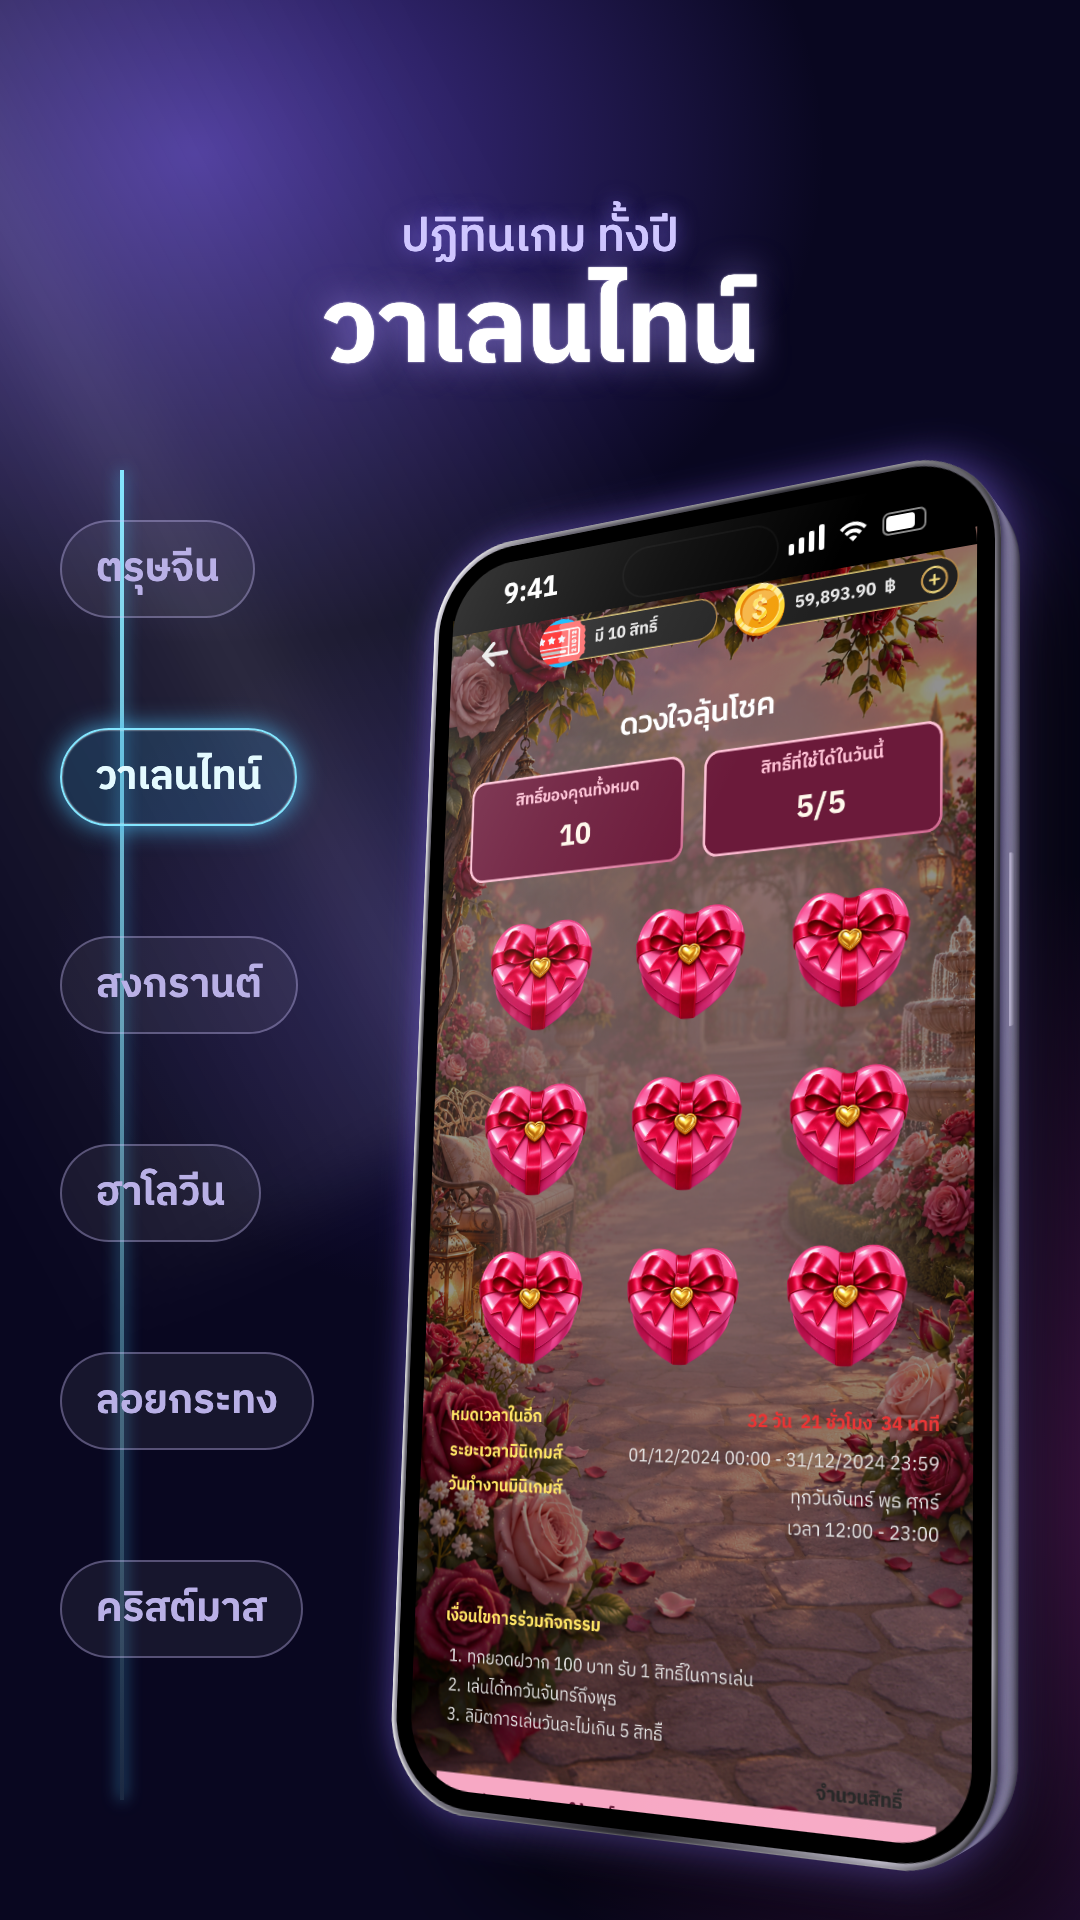 ปฏิทินเกม ทั้งปี
วาเลนไทน์
ตรุษจีน
วาเลนไทน์
สงกรานต์
ฮาโลวีน
ลอยกระทง
คริสต์มาส
9:41
มี 10 สิทธิ์
59,893.90 ฿
ดวงใจลุ้นโชค
สิทธิ์ของคุณทั้งหมด
10
สิทธิ์ที่ใช้ได้ในวันนี้
5/5
หมดเวลาในอีก
32 วัน 21 ชั่วโมง 34 นาที
ระยะเวลามินิเกมส์
01/12/2024 00:00 - 31/12/2024 23:59
วันทำงานมินิเกมส์
ทุกวันจันทร์ พุธ ศุกร์
เวลา 12:00 - 23:00
เงื่อนไขการร่วมกิจกรรม
1. ทุกยอดฝวาก 100 บาท รับ 1 สิทธิ์ในการเล่น
2. เล่นได้ทกวันจันทร์ถึงพุธ
3. ลิมิตการเล่นวันละไม่เกิน 5 สิทธิ์
จำนวนสิทธิ์